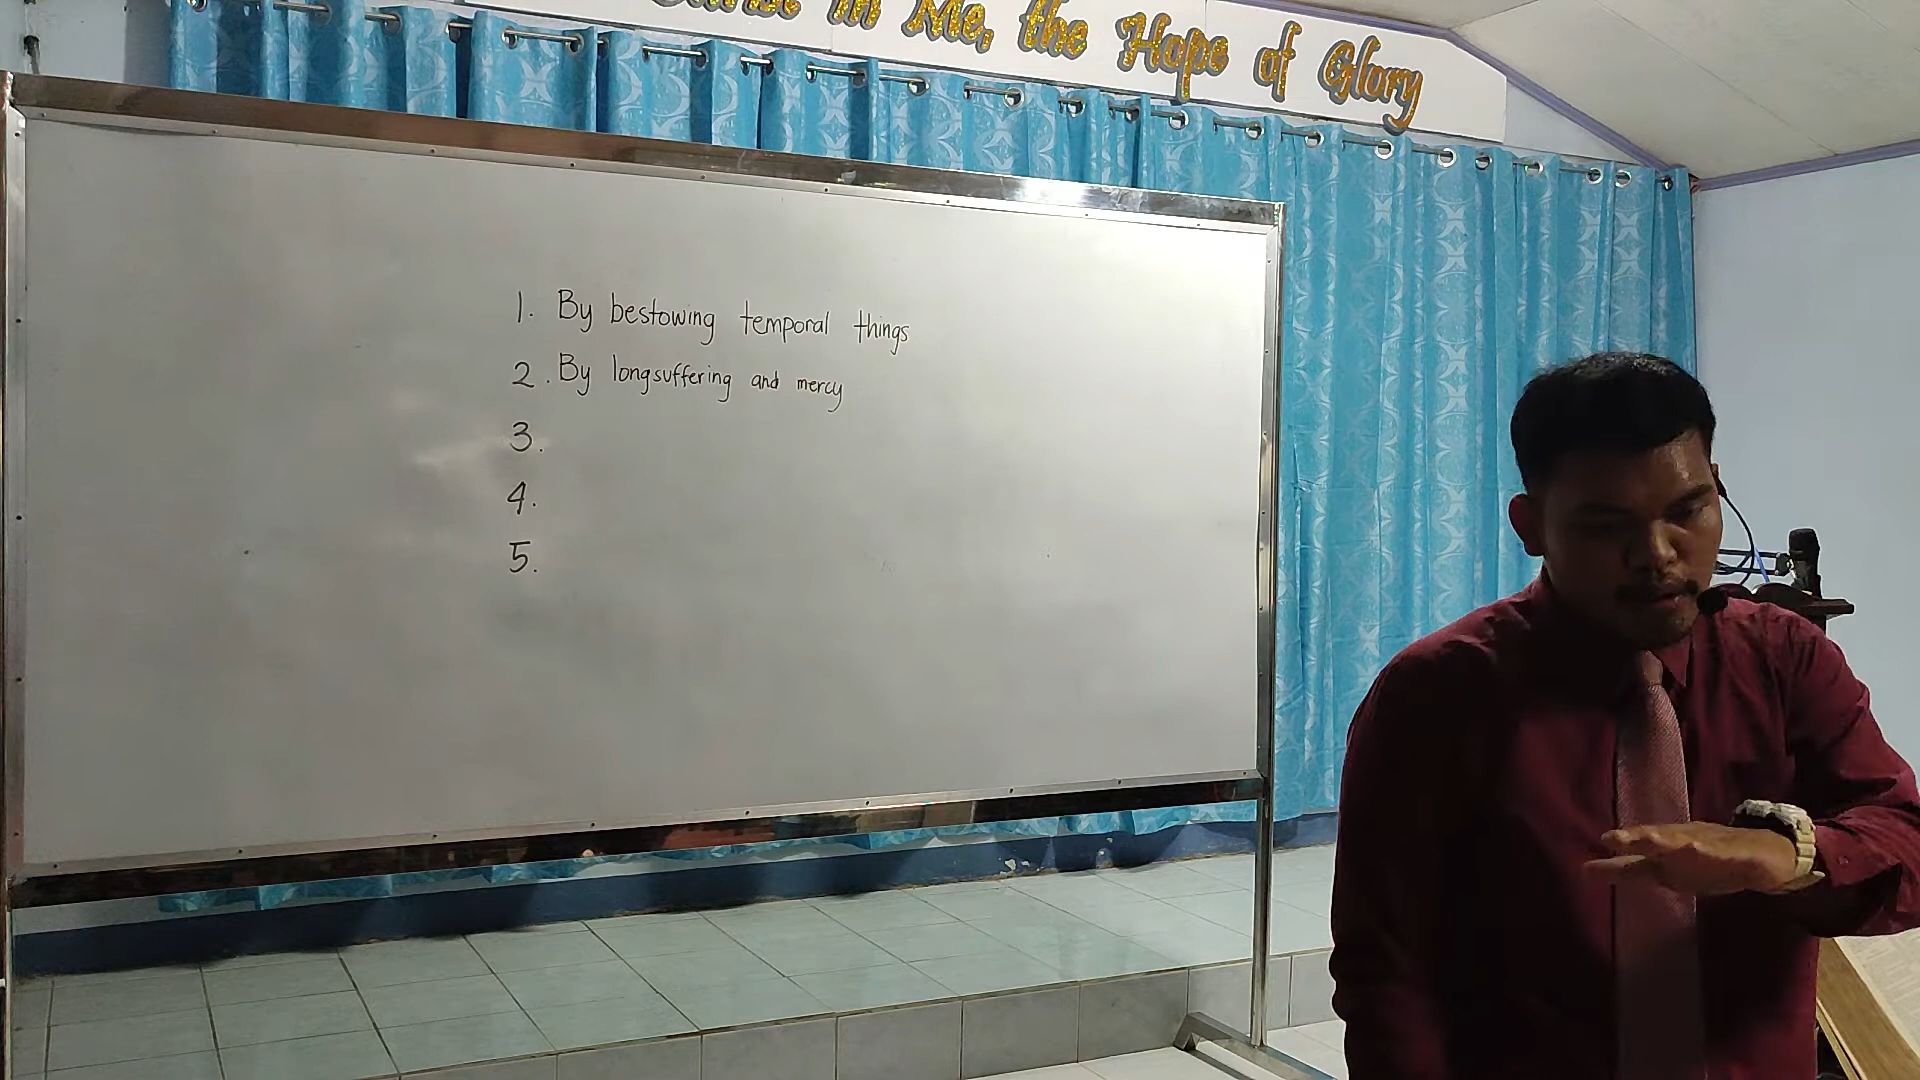 in Me, the Hope of Glory
1. By bestowing temporal things
2. By longsuffering and mercy
3.
4.
5.